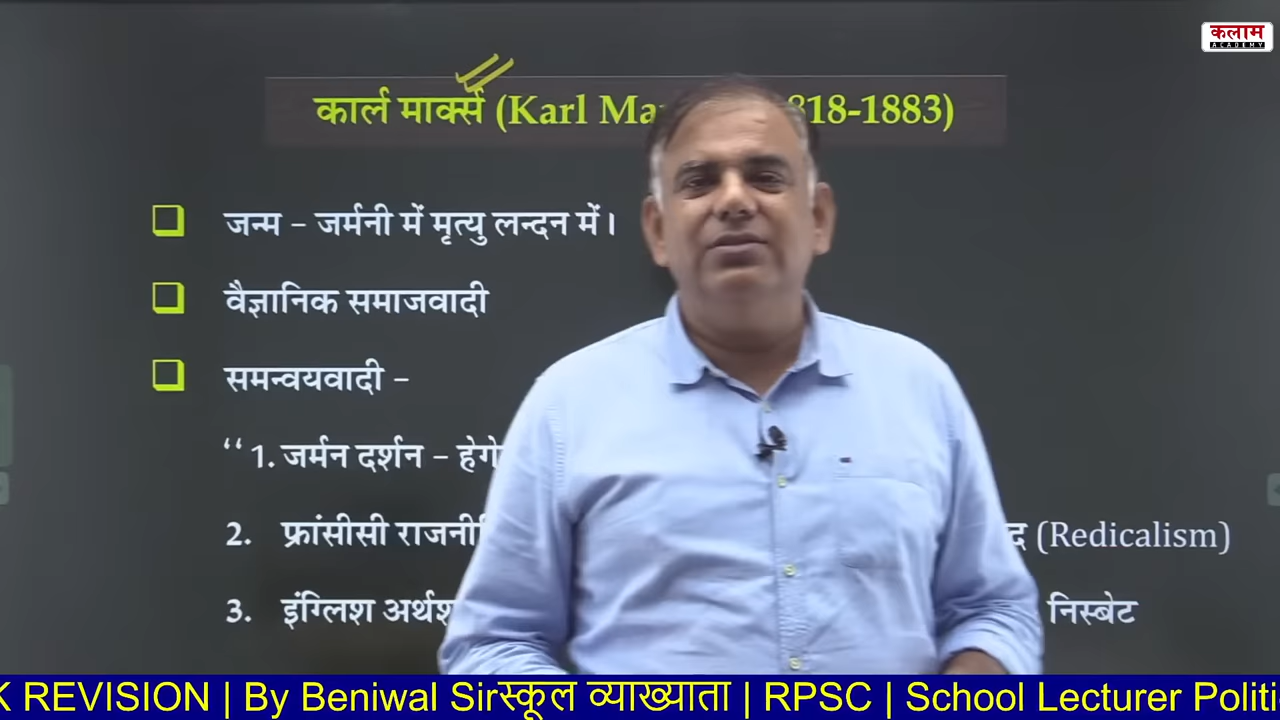 कलाम
ACADEMY
कार्ल मार्क्स (Karl Ma 818-1883)
जन्म – जर्मनी में मृत्यु लन्दन में।
वैज्ञानिक समाजवादी
समन्वयवादी –
“ 1. जर्मन दर्शन – हेगे
2. फ्रांसीसी राजनी (Redicalism)
3. इंग्लिश अर्थश निस्बेट
K REVISION | By Beniwal Sirस्कूल व्याख्याता | RPSC | School Lecturer Politi